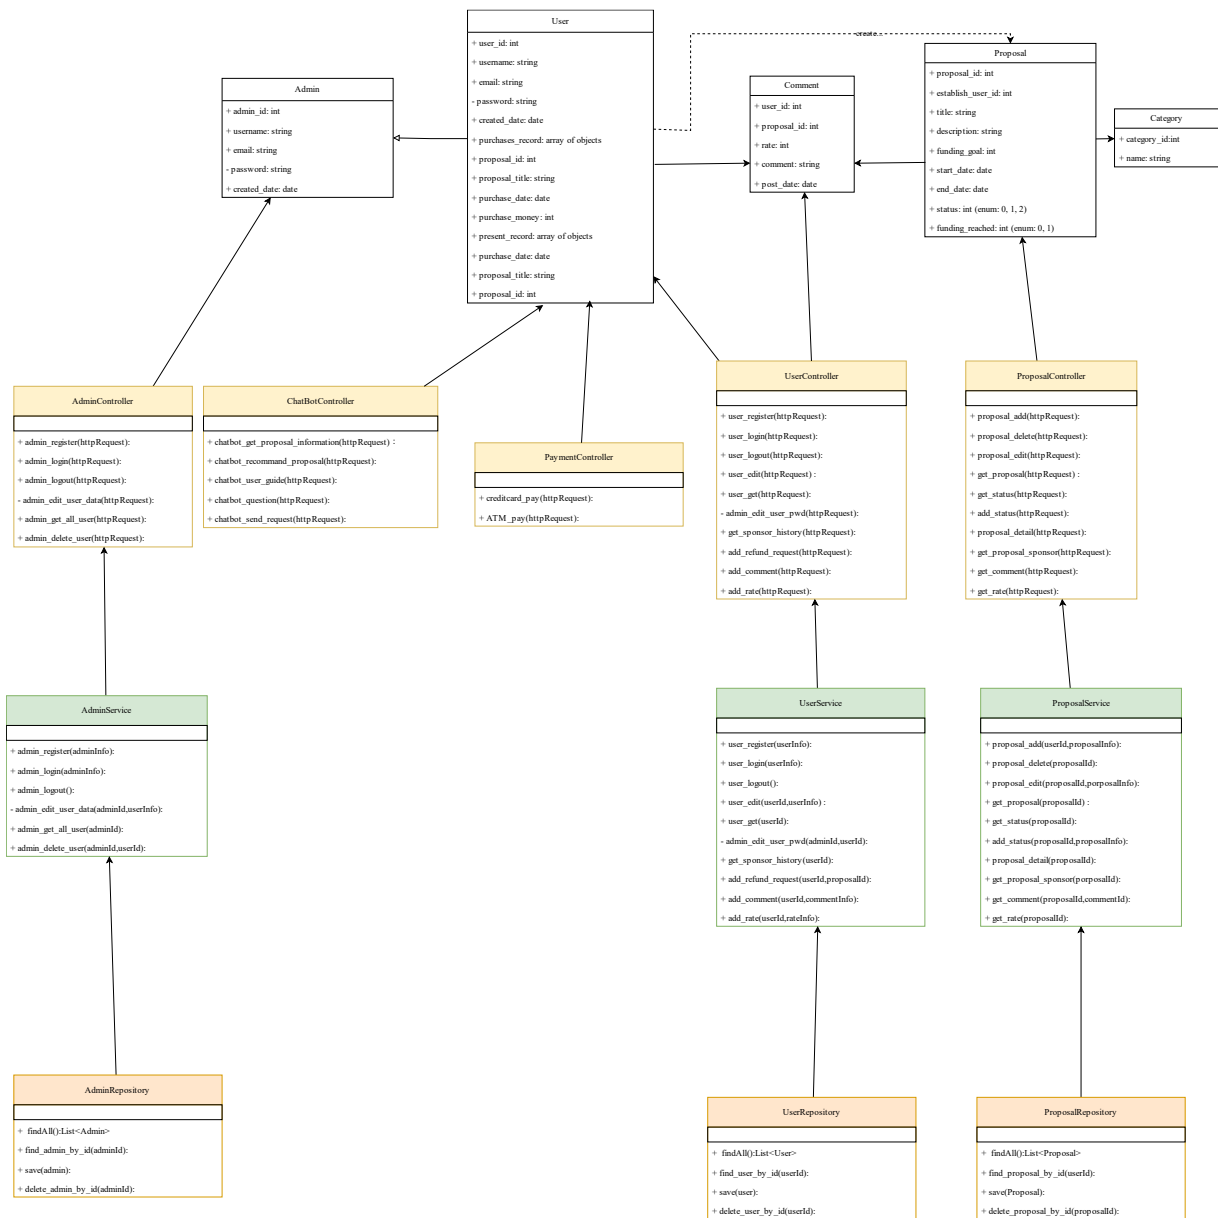 User
+ user_id: int
+ username: string
+ email: string
- password: string
+ created_date: date
+ purchases_record: array of objects
+ proposal_id: int
+ proposal_title: string
+ purchase_date: date
+ purchase_money: int
+ present_record: array of objects
+ purchase_date: date
+ proposal_title: string
+ proposal_id: int
create...
Proposal
+ proposal_id: int
+ establish_user_id: int
+ title: string
+ description: string
+ funding_goal: int
+ start_date: date
+ end_date: date
+ status: int (enum: 0, 1, 2)
+ funding_reached: int (enum: 0, 1)
Admin
+ admin_id: int
+ username: string
+ email: string
- password: string
+ created_date: date
Comment
+ user_id: int
+ proposal_id: int
+ rate: int
+ comment: string
+ post_date: date
Category
+ category_id:int
+ name: string
AdminController
+ admin_register(httpRequest):
+ admin_login(httpRequest):
+ admin_logout(httpRequest):
- admin_edit_user_data(httpRequest):
+ admin_get_all_user(httpRequest):
+ admin_delete_user(httpRequest):
ChatBotController
+ chatbot_get_proposal_information(httpRequest)：
+ chatbot_recommand_proposal(httpRequest):
+ chatbot_user_guide(httpRequest):
+ chatbot_question(httpRequest):
+ chatbot_send_request(httpRequest):
PaymentController
+ creditcard_pay(httpRequest):
+ ATM_pay(httpRequest):
UserController
+ user_register(httpRequest):
+ user_login(httpRequest):
+ user_logout(httpRequest):
+ user_edit(httpRequest) :
+ user_get(httpRequest):
- admin_edit_user_pwd(httpRequest):
+ get_sponsor_history(httpRequest):
+ add_refund_request(httpRequest):
+ add_comment(httpRequest):
+ add_rate(httpRequest):
ProposalController
+ proposal_add(httpRequest):
+ proposal_delete(httpRequest):
+ proposal_edit(httpRequest):
+ get_proposal(httpRequest) :
+ get_status(httpRequest):
+ add_status(httpRequest):
+ proposal_detail(httpRequest):
+ get_proposal_sponsor(httpRequest):
+ get_comment(httpRequest):
+ get_rate(httpRequest):
AdminService
+ admin_register(adminInfo):
+ admin_login(adminInfo):
+ admin_logout():
- admin_edit_user_data(adminId,userInfo):
+ admin_get_all_user(adminId):
+ admin_delete_user(adminId,userId):
UserService
+ user_register(userInfo):
+ user_login(userInfo):
+ user_logout():
+ user_edit(userId,userInfo) :
+ user_get(userId):
- admin_edit_user_pwd(adminId,userId):
+ get_sponsor_history(userId):
+ add_refund_request(userId,proposalId):
+ add_comment(userId,commentInfo):
+ add_rate(userId,rateInfo):
ProposalService
+ proposal_add(userId,proposalInfo):
+ proposal_delete(proposalId):
+ proposal_edit(proposalId,porposalInfo):
+ get_proposal(proposalId) :
+ get_status(proposalId):
+ add_status(proposalId,proposalInfo):
+ proposal_detail(proposalId):
+ get_proposal_sponsor(porposalId):
+ get_comment(proposalId,commentId):
+ get_rate(proposalId):
AdminRepository
+ findAll():List<Admin>
+ find_admin_by_id(adminId):
+ save(admin):
+ delete_admin_by_id(adminId):
UserRepository
+ findAll():List<User>
+ find_user_by_id(userId):
+ save(user):
+ delete_user_by_id(userId):
ProposalRepository
+ findAll():List<Proposal>
+ find_proposal_by_id(userId):
+ save(Proposal):
+ delete_proposal_by_id(proposalId):